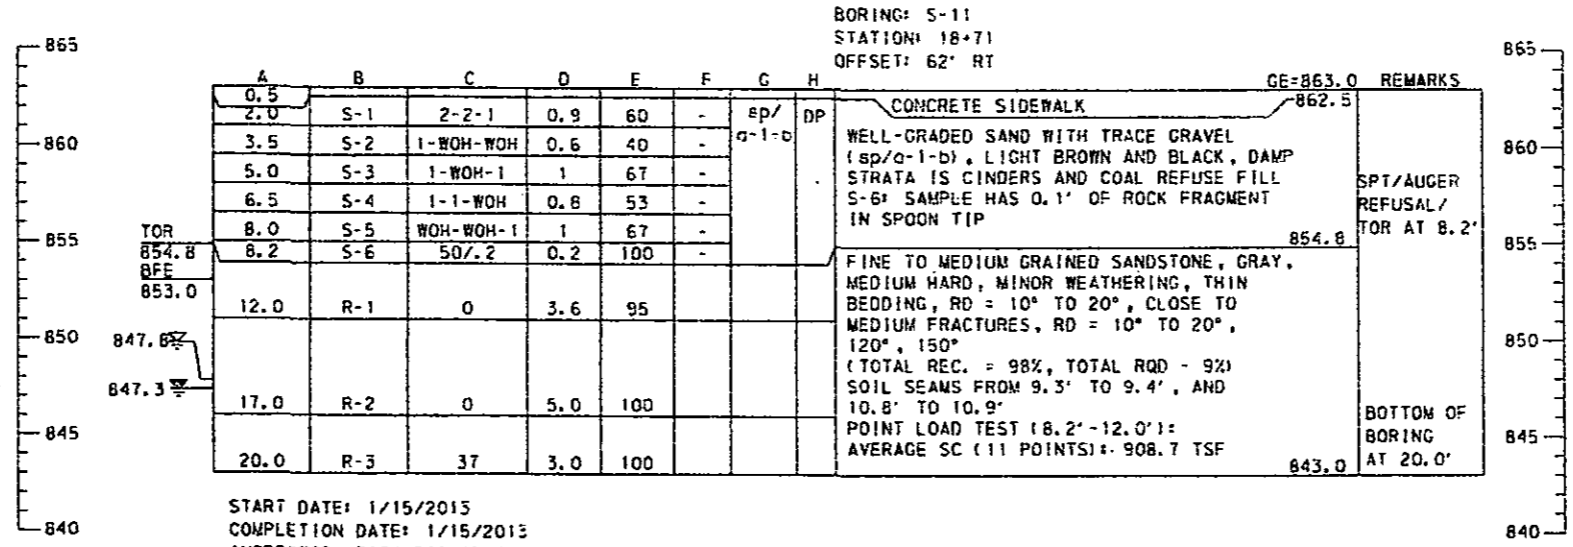 BORING: S-11
STATION: 18+71
OFFSET: 62' RT
865 865
A B C D E F G H GE=863.0 REMARKS
0.5 CONCRETE SIDEWALK 862.5
2.0 S-1 2-2-1 0.9 60 - sp/ DP
a-1-b
860 3.5 S-2 1-WOH-WOH 0.6 40 - WELL-GRADED SAND WITH TRACE GRAVEL 860
(sp/a-1-b), LIGHT BROWN AND BLACK, DAMP
5.0 S-3 1-WOH-1 1 67 - STRATA IS CINDERS AND COAL REFUSE FILL SPT/AUGER
6.5 S-4 1-1-WOH 0.8 53 - S-6: SAMPLE HAS 0.1' OF ROCK FRAGMENT REFUSAL/
8.0 S-5 WOH-WOH-1 1 67 - IN SPOON TIP TOR AT 8.2'
TOR
855 854.8 855
854.8 8.2 S-6 50/.2 0.2 100 -
BFE
853.0
FINE TO MEDIUM GRAINED SANDSTONE, GRAY,
MEDIUM HARD, MINOR WEATHERING, THIN
12.0 R-1 0 3.6 95 BEDDING, RD = 10° TO 20°, CLOSE TO
MEDIUM FRACTURES, RD = 10° TO 20°,
850 847.8 120°, 150° 850
(TOTAL REC. = 98%, TOTAL RQD - 9%)
847.3 SOIL SEAMS FROM 9.3' TO 9.4', AND
17.0 R-2 0 5.0 100 10.8' TO 10.9'
845 POINT LOAD TEST (8.2'-12.0'): 845
AVERAGE SC (11 POINTS): 908.7 TSF
BOTTOM OF
BORING
20.0 R-3 37 3.0 100 843.0 AT 20.0'
START DATE: 1/15/2013
840 COMPLETION DATE: 1/15/2013 840